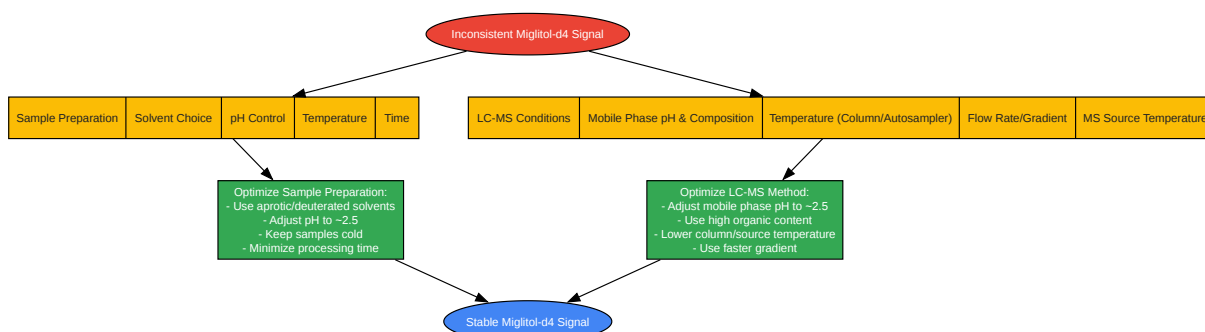 Inconsistent Miglitol-d4 Signal
Sample Preparation
Solvent Choice
pH Control
Temperature
Time
LC-MS Conditions
Mobile Phase pH & Composition
Temperature (Column/Autosampler)
Flow Rate/Gradient
MS Source Temperature
Optimize Sample Preparation:
- Use aprotic/deuterated solvents
- Adjust pH to ~2.5
- Keep samples cold
- Minimize processing time
Optimize LC-MS Method:
- Adjust mobile phase pH to ~2.5
- Use high organic content
- Lower column/source temperature
- Use faster gradient
Stable Miglitol-d4 Signal